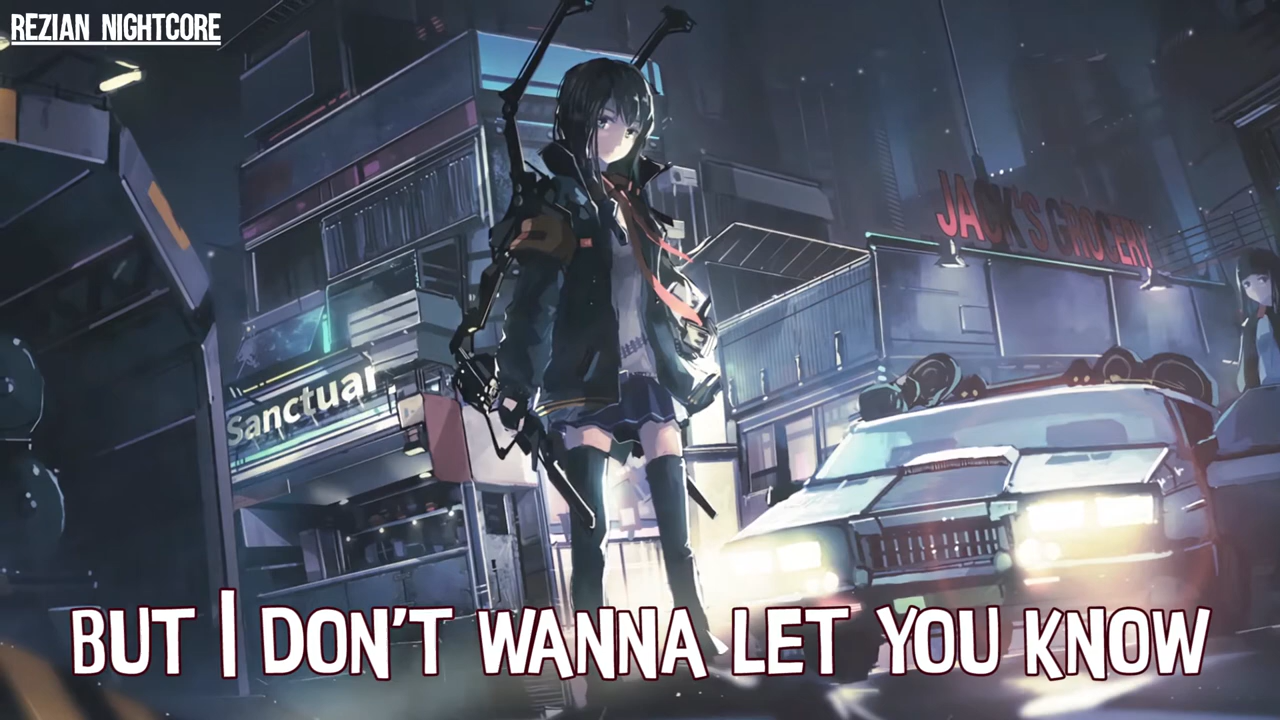 REZIAN NIGHTCORE
JACK'S GROCERY
Sanctuar
BUT I DON'T WANNA LET YOU KNOW